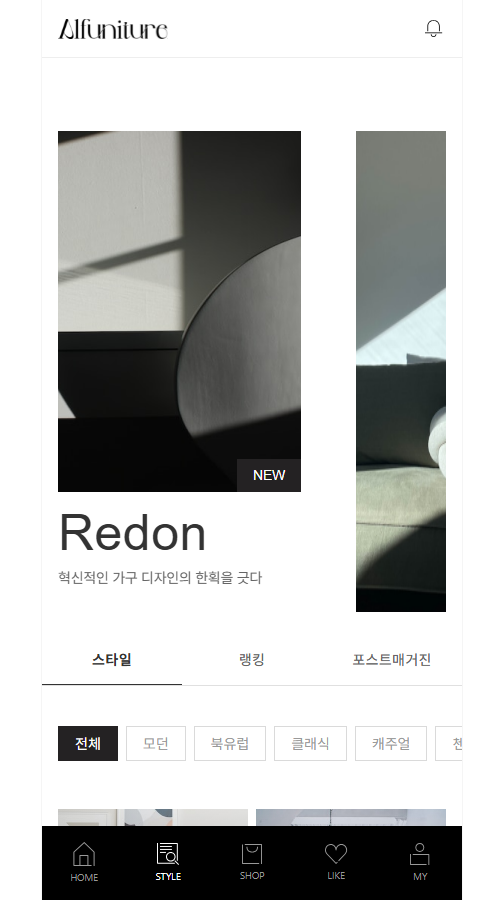 Alfuniture
NEW
Redon
혁신적인 가구 디자인의 한획을 긋다
스타일 랭킹 포스트매거진
전체 모던 북유럽 클래식 캐주얼
HOME STYLE SHOP LIKE MY